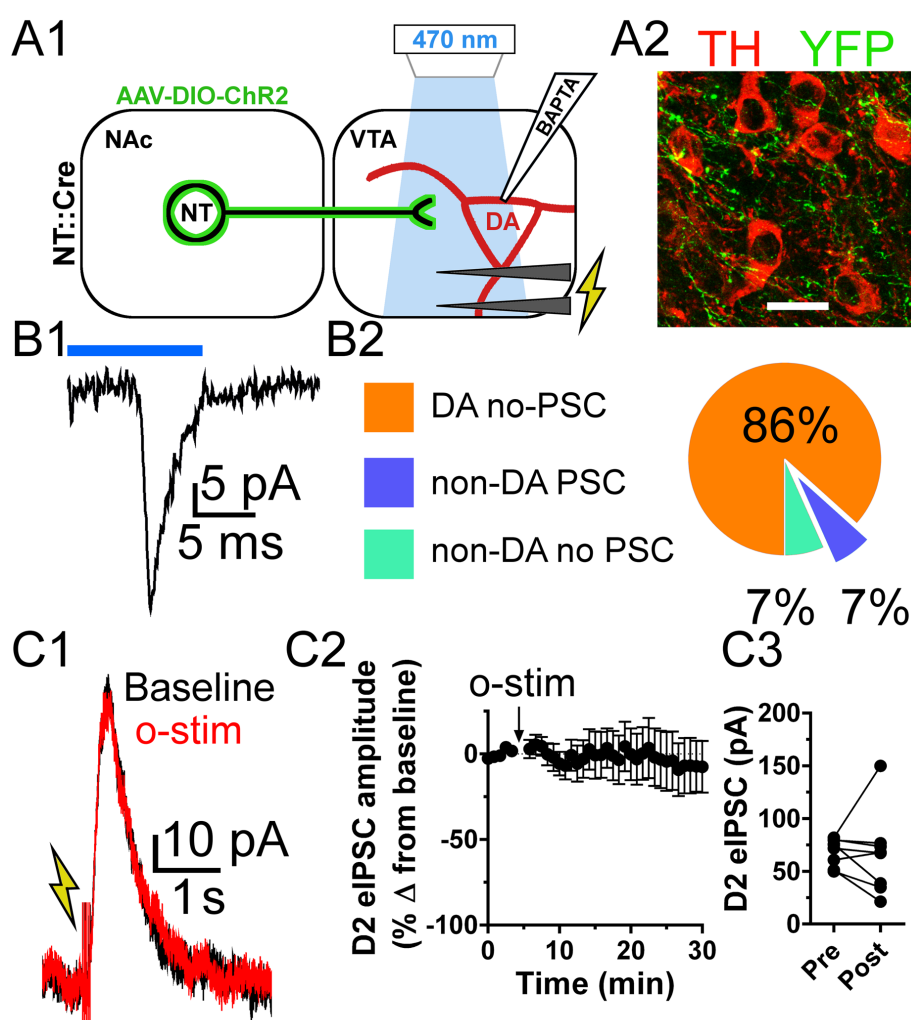 A1
470 nm
A2
TH YFP
AAV-DIO-ChR2
NAc
VTA
BAPTA
NT::Cre
NT
DA
B1
B2
5 pA
5 ms
DA no-PSC
non-DA PSC
non-DA no PSC
86%
7% 7%
C1
Baseline
o-stim
10 pA
1s
C2
D2 eIPSC amplitude
(% Δ from baseline)
o-stim
0
-50
-100
0 10 20 30
Time (min)
C3
D2 eIPSC (pA)
200
150
100
50
0
Pre
Post